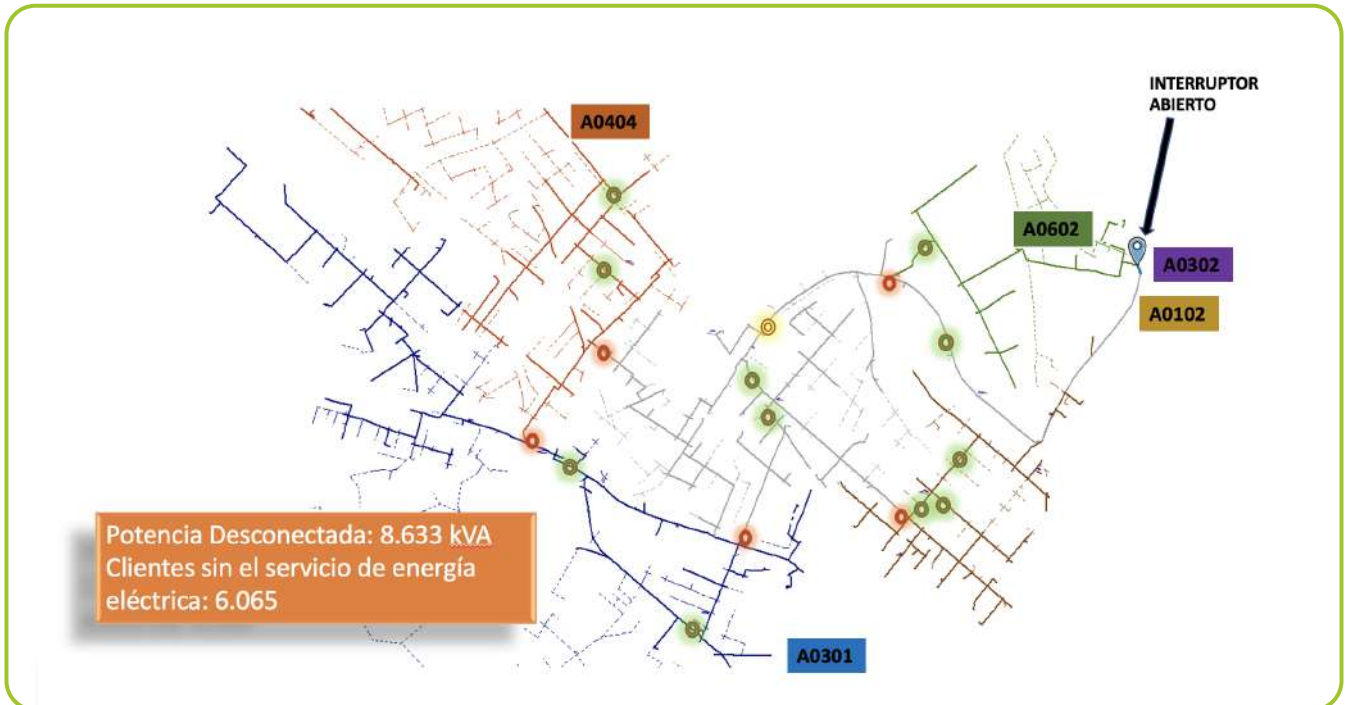 INTERRUPTOR
ABIERTO
A0404
A0602
A0302
A0102
Potencia Desconectada: 8.633 kVA
Clientes sin el servicio de energía
eléctrica: 6.065
A0301